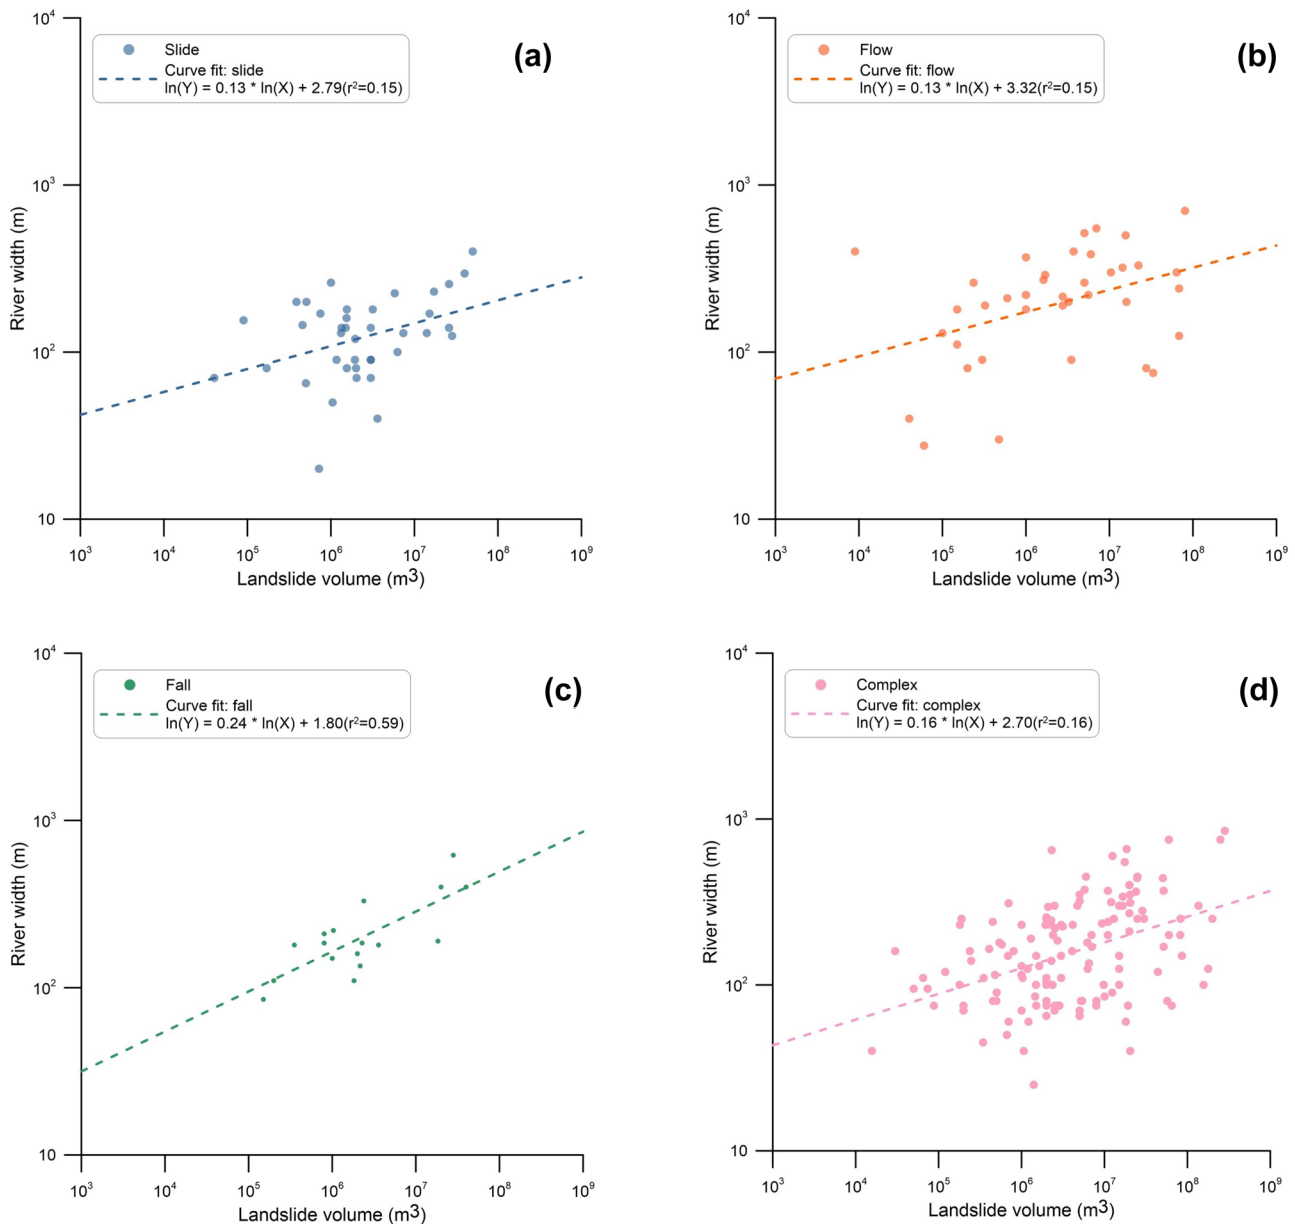 (a)
Slide
Curve fit: slide
ln(Y) = 0.13 * ln(X) + 2.79(r²=0.15)
10⁴
10³
10²
10
River width (m)
10³ 10⁴ 10⁵ 10⁶ 10⁷ 10⁸ 10⁹
Landslide volume (m³)
(b)
Flow
Curve fit: flow
ln(Y) = 0.13 * ln(X) + 3.32(r²=0.15)
10⁴
10³
10²
10
River width (m)
10³ 10⁴ 10⁵ 10⁶ 10⁷ 10⁸ 10⁹
Landslide volume (m³)
(c)
Fall
Curve fit: fall
ln(Y) = 0.24 * ln(X) + 1.80(r²=0.59)
10⁴
10³
10²
10
River width (m)
10³ 10⁴ 10⁵ 10⁶ 10⁷ 10⁸ 10⁹
Landslide volume (m³)
(d)
Complex
Curve fit: complex
ln(Y) = 0.16 * ln(X) + 2.70(r²=0.16)
10⁴
10³
10²
10
River width (m)
10³ 10⁴ 10⁵ 10⁶ 10⁷ 10⁸ 10⁹
Landslide volume (m³)